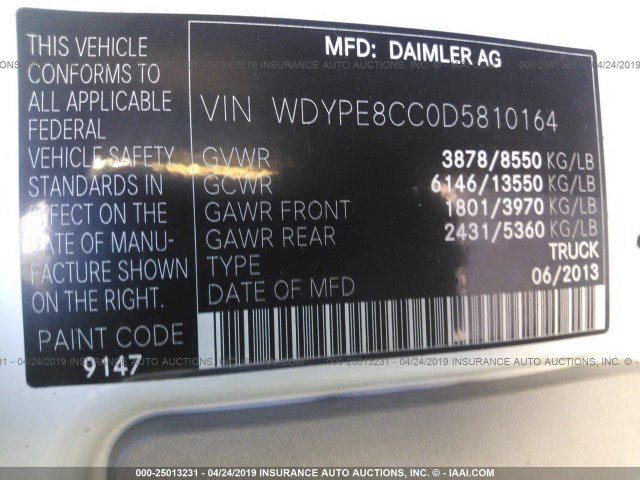 THIS VEHICLE
CONFORMS TO
ALL APPLICABLE
FEDERAL
VEHICLE SAFETY
STANDARDS IN
EFFECT ON THE
DATE OF MANU-
FACTURE SHOWN
ON THE RIGHT.
PAINT CODE
9147
MFD: DAIMLER AG
VIN WDYPE8CC0D5810164
GVWR 3878/8550 KG/LB
GCWR 6146/13550 KG/LB
GAWR FRONT 1801/3970 KG/LB
GAWR REAR 2431/5360 KG/LB
TYPE TRUCK
DATE OF MFD 06/2013
000-25013231 - 04/24/2019 INSURANCE AUTO AUCTIONS, INC. - © IAAI.COM